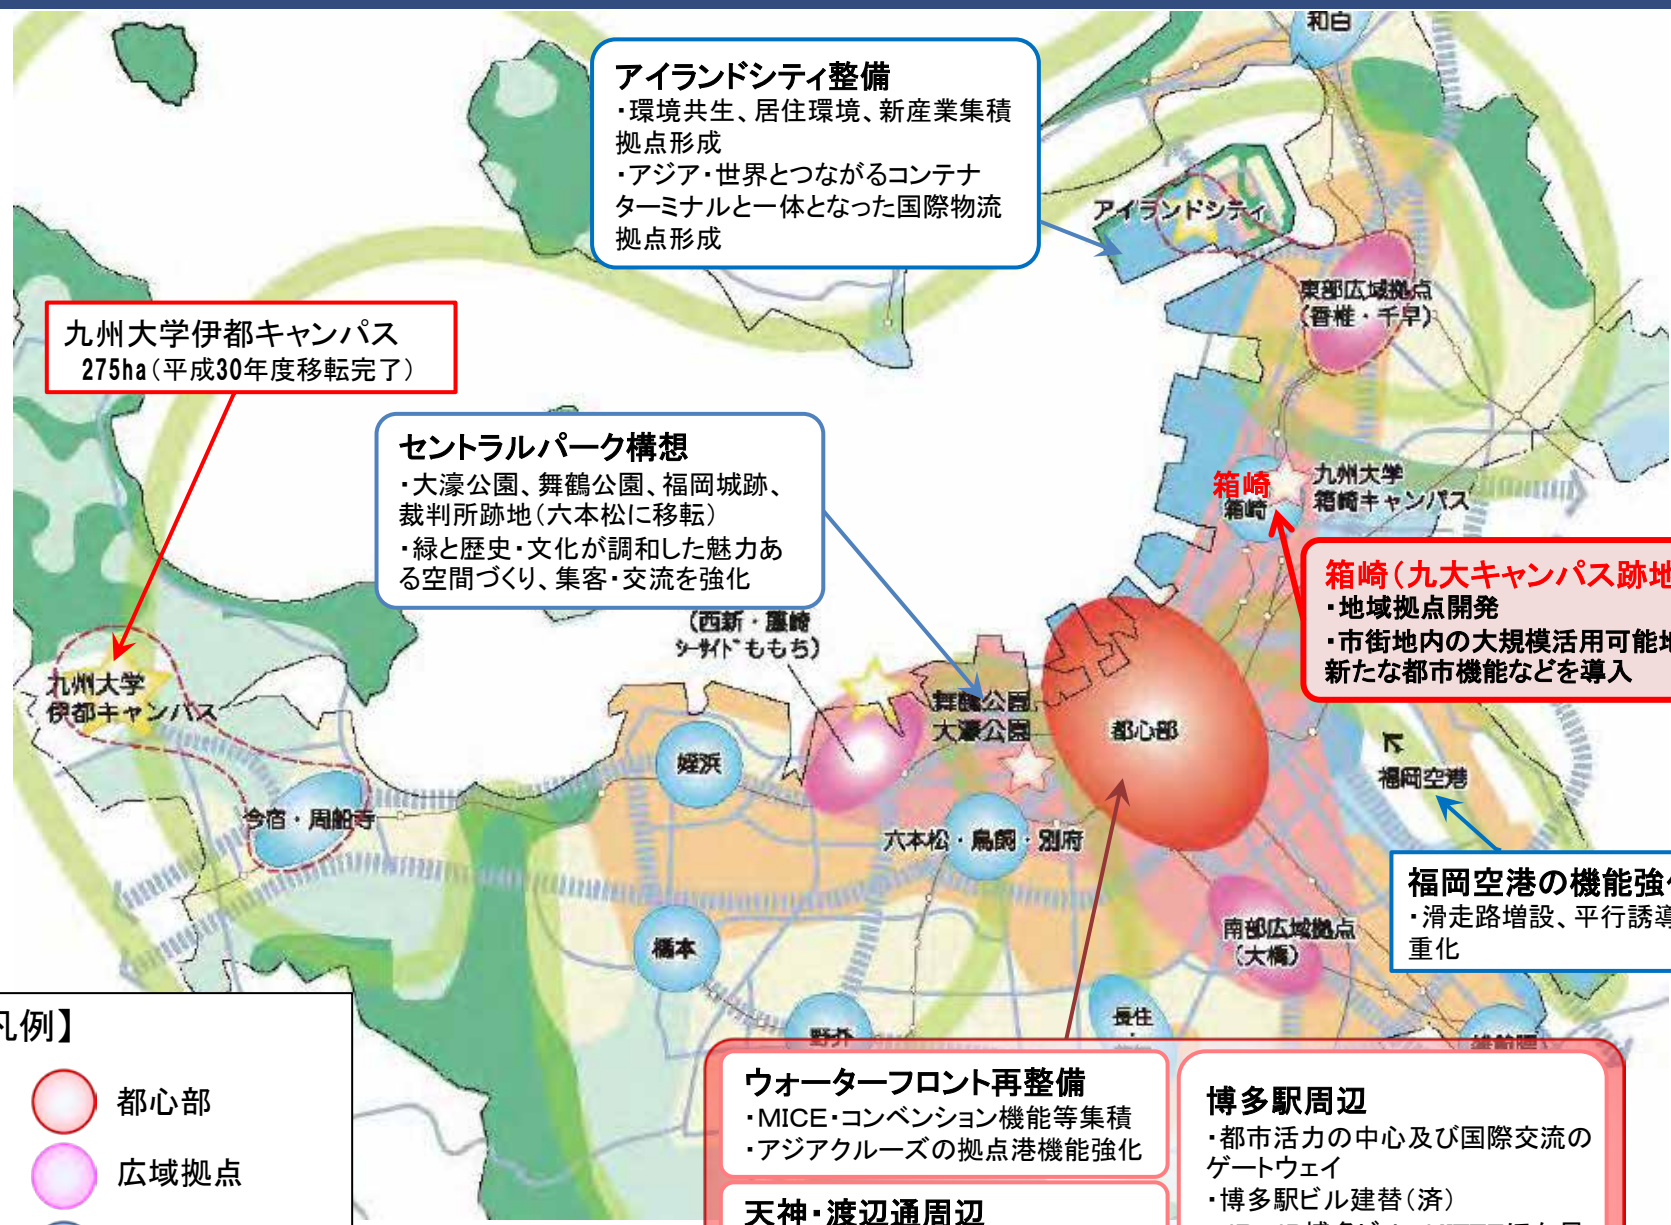 和白
アイランドシティ整備
・環境共生、居住環境、新産業集積
拠点形成
・アジア・世界とつながるコンテナ
ターミナルと一体となった国際物流
拠点形成
アイランドシティ
東部広域拠点
(香椎・千早)
九州大学伊都キャンパス
275ha(平成30年度移転完了)
セントラルパーク構想
・大濠公園、舞鶴公園、福岡城跡、
裁判所跡地(六本松に移転)
・緑と歴史・文化が調和した魅力あ
る空間づくり、集客・交流を強化
箱崎
箱崎
九州大学
箱崎キャンパス
箱崎(九大キャンパス跡地
・地域拠点開発
・市街地内の大規模活用可能地
新たな都市機能などを導入
(西新・藤崎
シーサイドももち)
九州大学
伊都キャンパス
舞鶴公園
大濠公園
都心部
姪浜
福岡空港
今宿・周船寺
六本松・鳥飼・別府
福岡空港の機能強
・滑走路増設、平行誘導
重化
南部広域拠点
(大橋)
橋本
長住
野芥
凡例】
都心部
広域拠点
ウォーターフロント再整備
・MICE・コンベンション機能等集積
・アジアクルーズの拠点港機能強化
天神・渡辺通周辺
博多駅周辺
・都市活力の中心及び国際交流の
ゲートウェイ
・博多駅ビル建替(済)